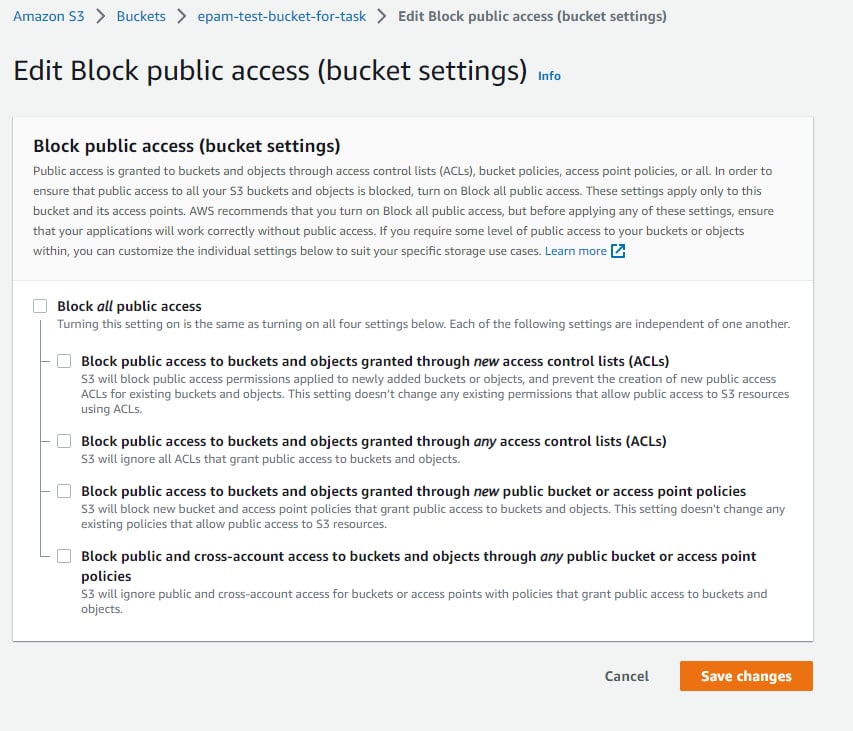 Amazon S3 > Buckets > epam-test-bucket-for-task > Edit Block public access (bucket settings)
Edit Block public access (bucket settings) Info
Block public access (bucket settings)
Public access is granted to buckets and objects through access control lists (ACLs), bucket policies, access point policies, or all. In order to
ensure that public access to all your S3 buckets and objects is blocked, turn on Block all public access. These settings apply only to this
bucket and its access points. AWS recommends that you turn on Block all public access, but before applying any of these settings, ensure
that your applications will work correctly without public access. If you require some level of public access to your buckets or objects
within, you can customize the individual settings below to suit your specific storage use cases. Learn more
Block all public access
Turning this setting on is the same as turning on all four settings below. Each of the following settings are independent of one another.
Block public access to buckets and objects granted through new access control lists (ACLs)
S3 will block public access permissions applied to newly added buckets or objects, and prevent the creation of new public access
ACLs for existing buckets and objects. This setting doesn't change any existing permissions that allow public access to S3 resources
using ACLs.
Block public access to buckets and objects granted through any access control lists (ACLs)
S3 will ignore all ACLs that grant public access to buckets and objects.
Block public access to buckets and objects granted through new public bucket or access point policies
S3 will block new bucket and access point policies that grant public access to buckets and objects. This setting doesn't change any
existing policies that allow public access to S3 resources.
Block public and cross-account access to buckets and objects through any public bucket or access point
policies
S3 will ignore public and cross-account access for buckets or access points with policies that grant public access to buckets and
objects.
Cancel Save changes